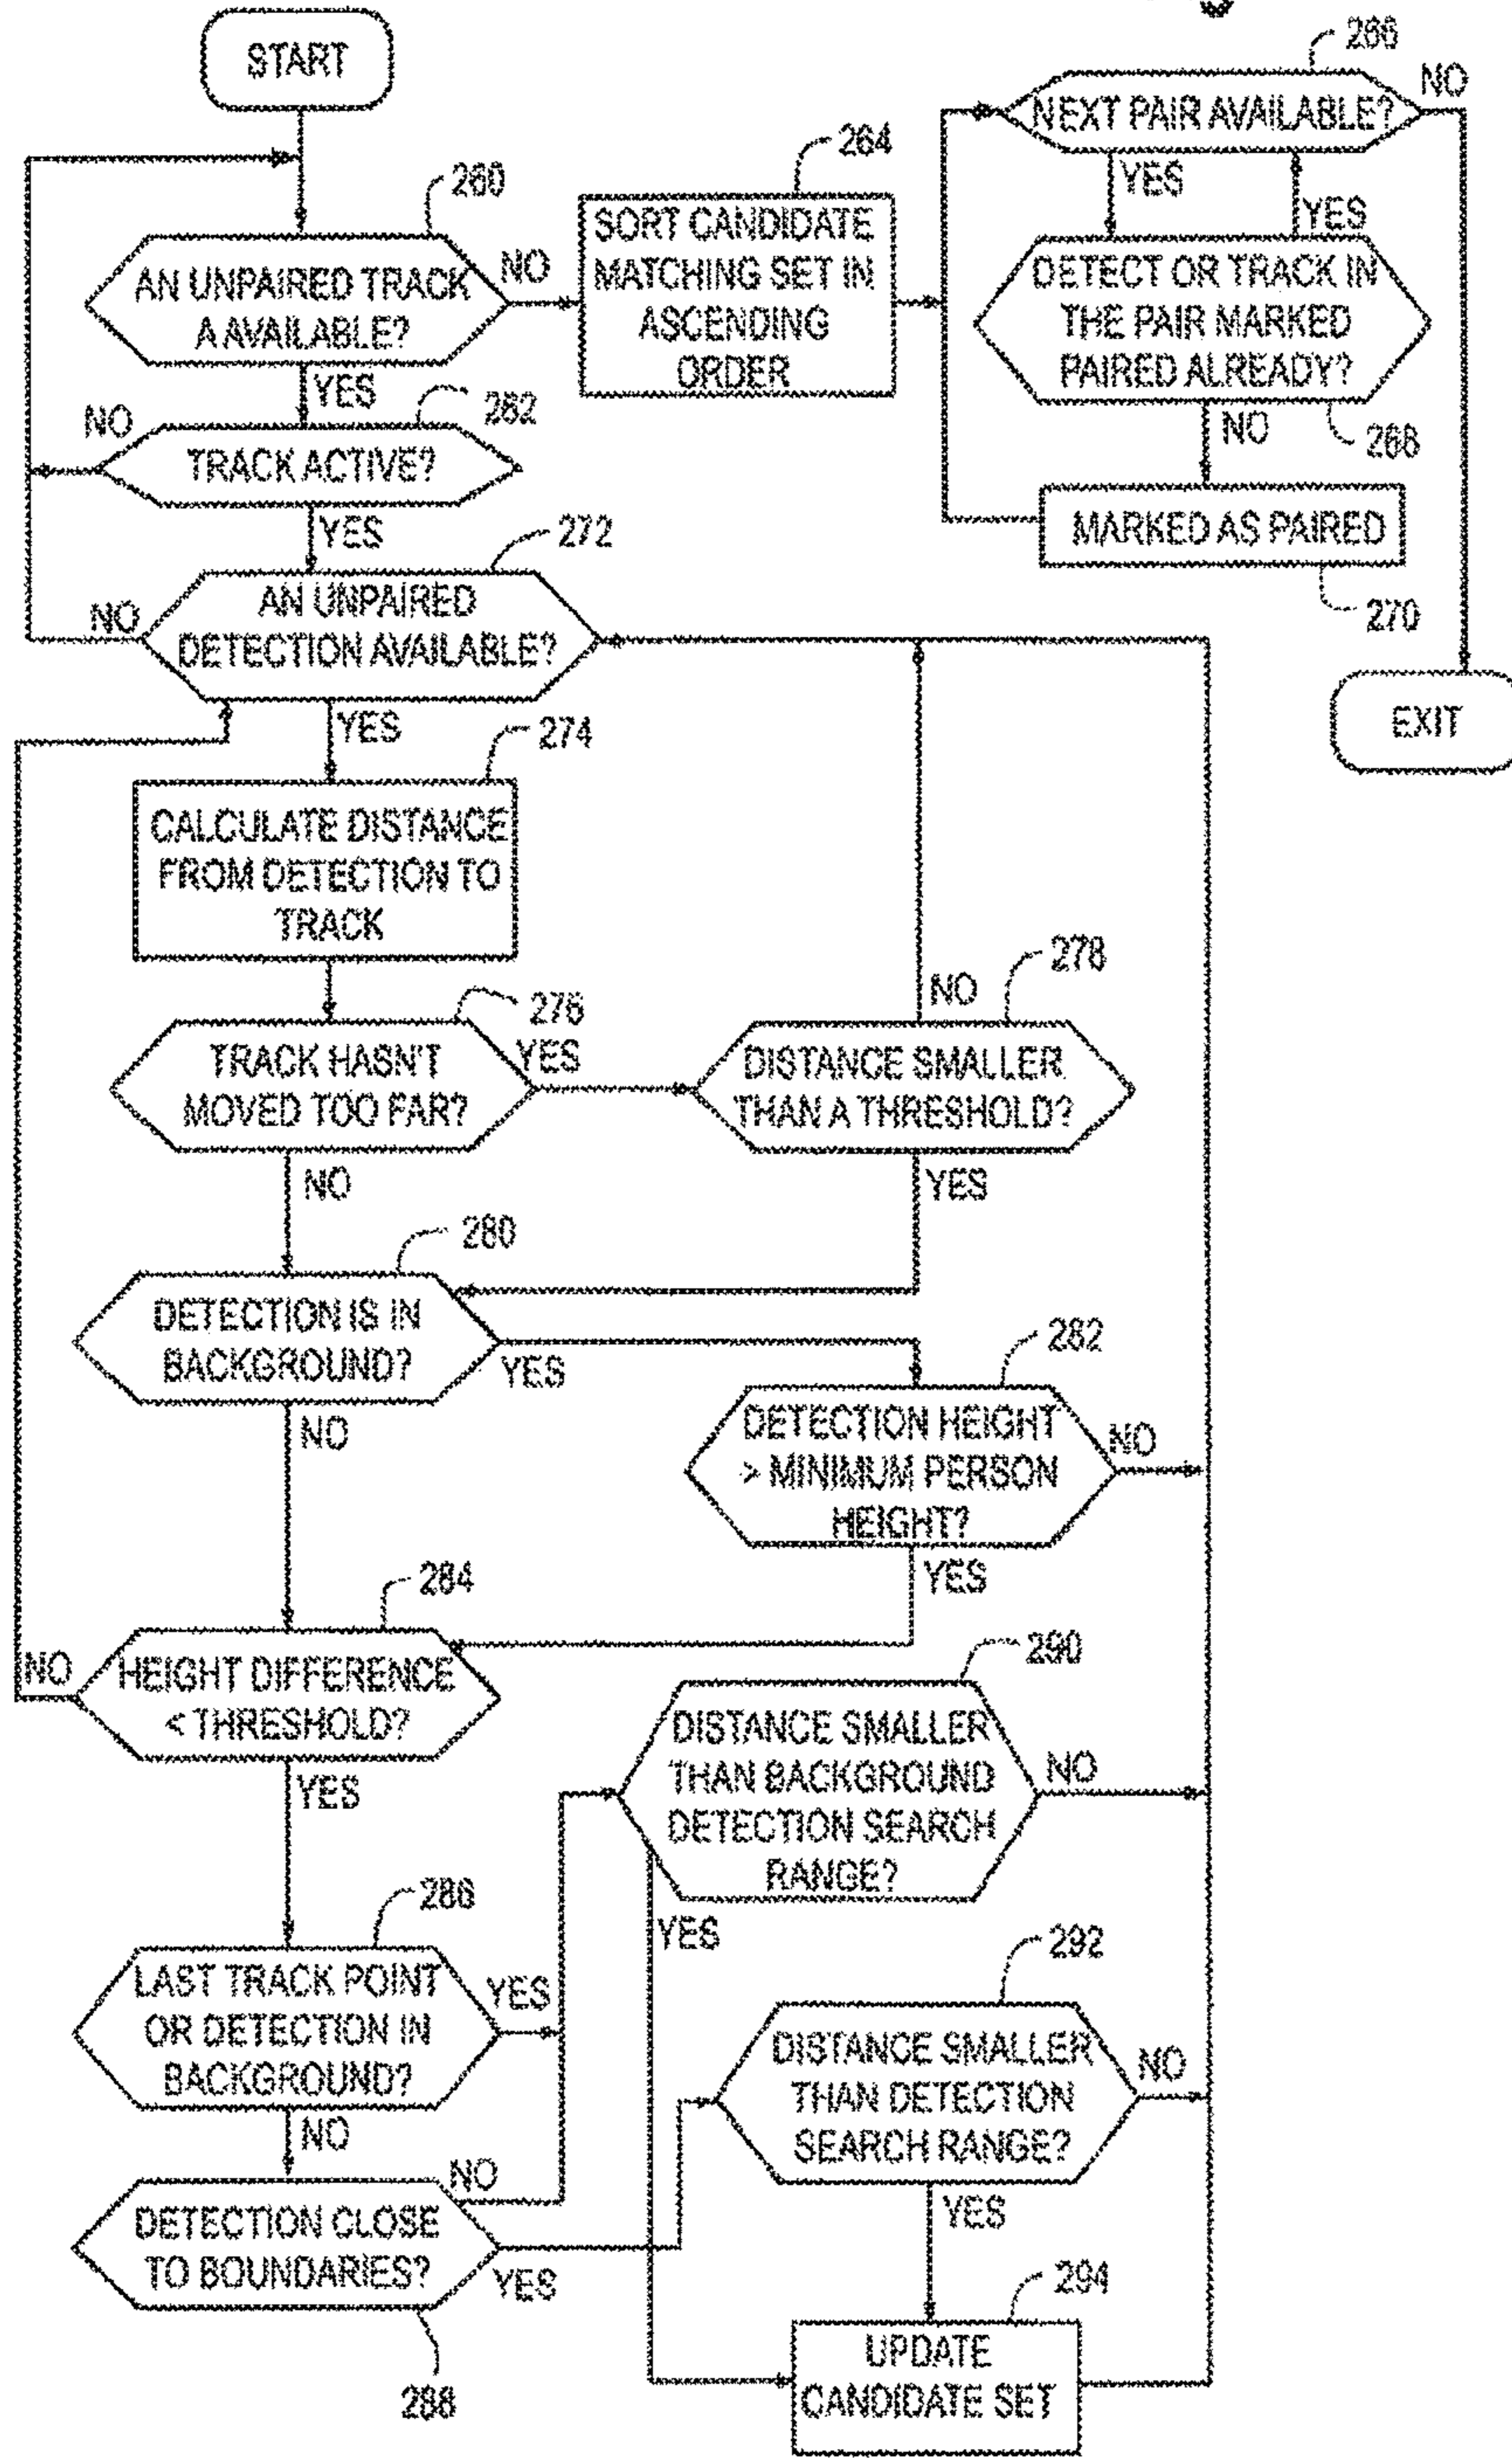 START
266
NEXT PAIR AVAILABLE?
NO
YES
YES
264
SORT CANDIDATE
MATCHING SET IN
ASCENDING
ORDER
260
AN UNPAIRED TRACK
A AVAILABLE?
NO
YES
DETECT OR TRACK IN
THE PAIR MARKED
PAIRED ALREADY?
NO
268
262
NO
TRACK ACTIVE?
YES
MARKED AS PAIRED
270
272
NO
AN UNPAIRED
DETECTION AVAILABLE?
YES
EXIT
274
CALCULATE DISTANCE
FROM DETECTION TO
TRACK
276
TRACK HASN'T
MOVED TOO FAR?
YES
NO
278
NO
DISTANCE SMALLER
THAN A THRESHOLD?
YES
280
DETECTION IS IN
BACKGROUND?
YES
NO
282
DETECTION HEIGHT
> MINIMUM PERSON
HEIGHT?
NO
YES
284
NO
HEIGHT DIFFERENCE
< THRESHOLD?
YES
290
DISTANCE SMALLER
THAN BACKGROUND
DETECTION SEARCH
RANGE?
NO
YES
286
LAST TRACK POINT
OR DETECTION IN
BACKGROUND?
YES
NO
292
DISTANCE SMALLER
THAN DETECTION
SEARCH RANGE?
NO
YES
NO
DETECTION CLOSE
TO BOUNDARIES?
YES
288
294
UPDATE
CANDIDATE SET